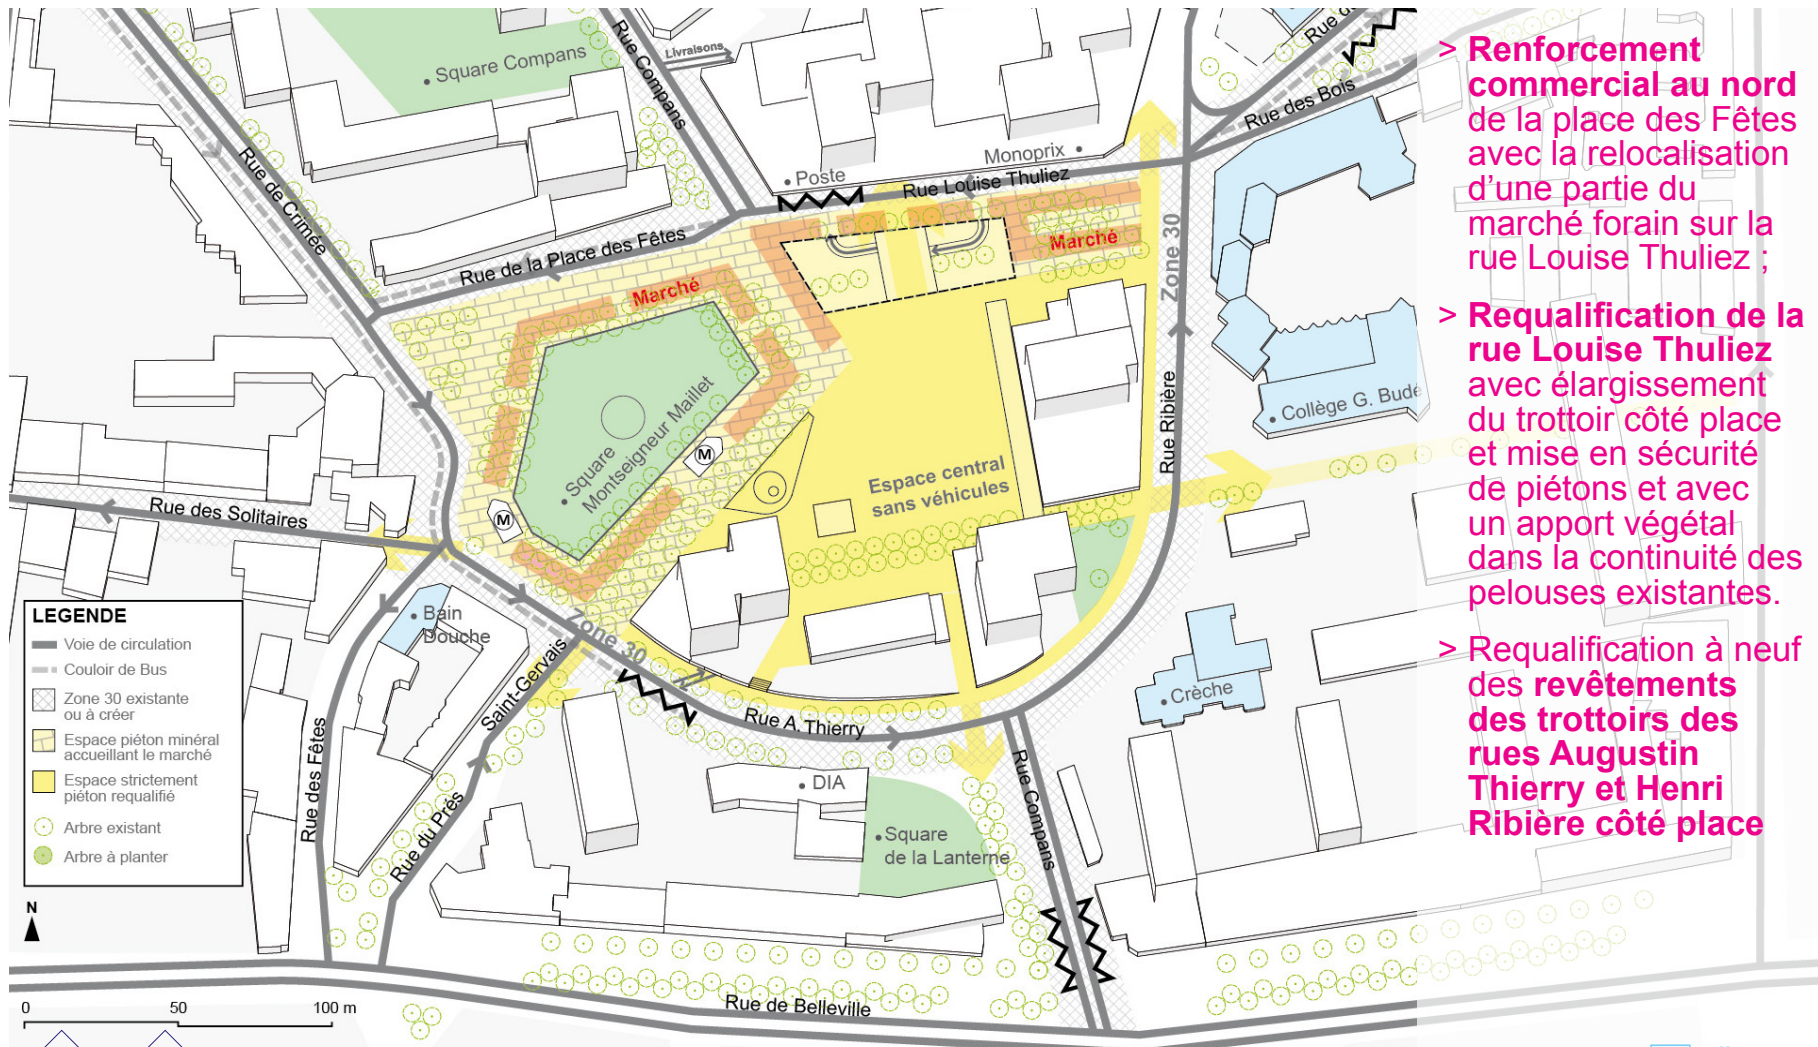 Square Compans
Rue Compans
Livraisons
Rue de Crimée
Poste
Monoprix
Rue Louise Thuliez
Rue des Bois
Rue de la Place des Fêtes
Marché
Marché
Zone 30
Square
Montseigneur Maillet
M
M
Espace central
sans véhicules
Rue Ribière
Collège G. Budé
Rue des Solitaires
Bain
Douche
Zone 30
Saint-Gervais
Rue du Prés
Rue des Fêtes
Rue A. Thierry
Crèche
DIA
Square
de la Lanterne
Rue Compans
Rue de Belleville
LEGENDE
Voie de circulation
Couloir de Bus
Zone 30 existante
ou à créer
Espace piéton minéral
accueillant le marché
Espace strictement
piéton requalifié
Arbre existant
Arbre à planter
N
0 50 100 m
> Renforcement
commercial au nord
de la place des Fêtes
avec la relocalisation
d’une partie du
marché forain sur la
rue Louise Thuliez ;
> Requalification de la
rue Louise Thuliez
avec élargissement
du trottoir côté place
et mise en sécurité
de piétons et avec
un apport végétal
dans la continuité des
pelouses existantes.
> Requalification à neuf
des revêtements
des trottoirs des
rues Augustin
Thierry et Henri
Ribière côté place